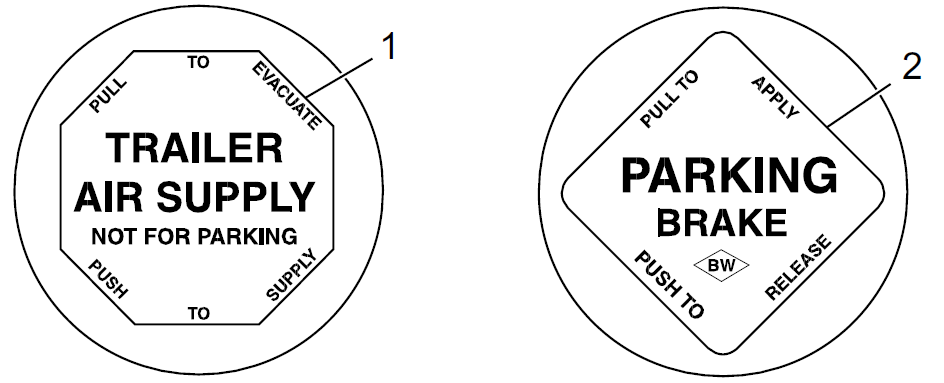 1
PULL TO EVACUATE
TRAILER
AIR SUPPLY
NOT FOR PARKING
PUSH TO SUPPLY
2
PULL TO APPLY
PARKING
BRAKE
BW
PUSH TO RELEASE